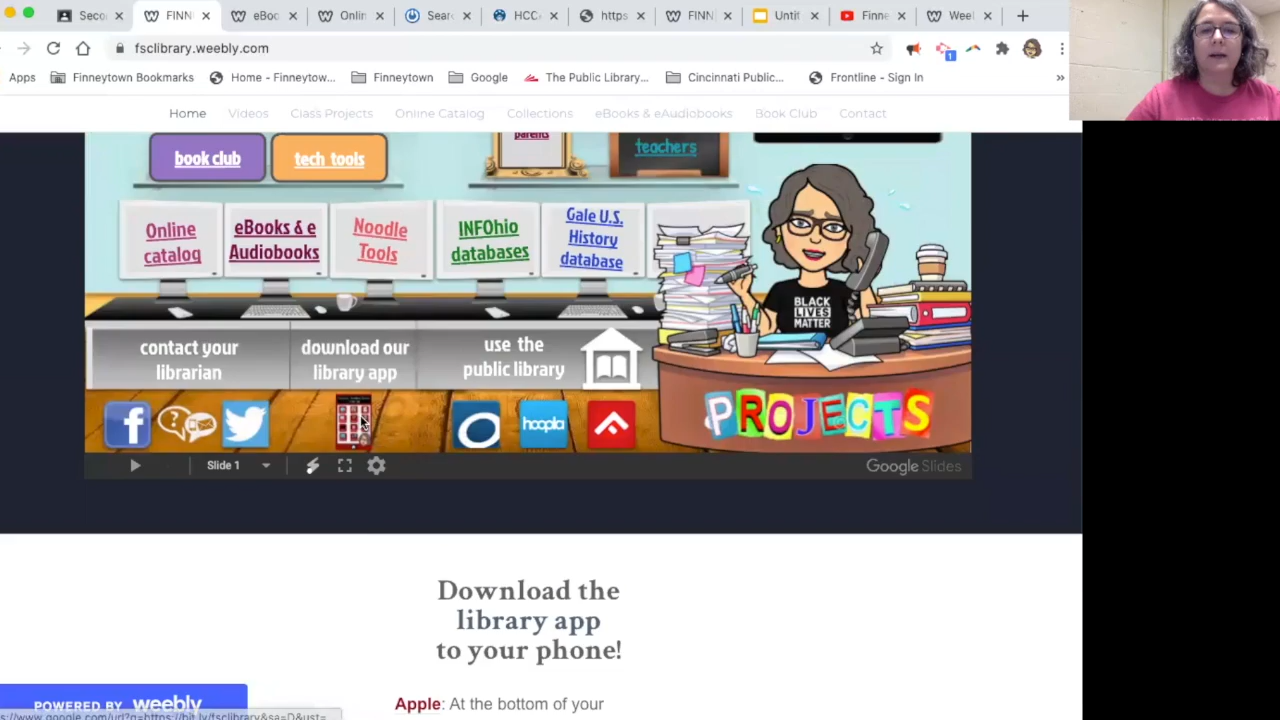 Seco
FINN
eBoo
Onlin
Sear
HCC
https
FINN
Untit
Finne
Weel
fsclibrary.weebly.com
1
Apps
Finneytown Bookmarks
Home - Finneytow...
Finneytown
Google
The Public Library...
Cincinnati Public...
Frontline - Sign In
»
Home
Videos
Class Projects
Online Catalog
Collections
eBooks & eAudiobooks
Book Club
Contact
book club
tech tools
parents
teachers
Online
catalog
eBooks & e
Audiobooks
Noodle
Tools
INFOhio
databases
Gale U.S.
History
database
BLACK
LIVES
MATTER
contact your
librarian
download our
library app
use the
public library
hoopla
PROJECTS
Slide 1
Google Slides
Download the
library app
to your phone!
POWERED BY weebly
Apple: At the bottom of your